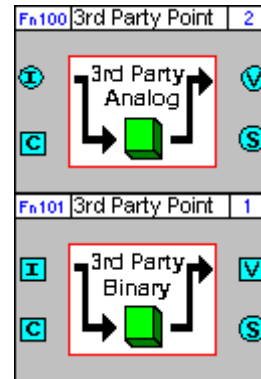 Fn100 3rd Party Point 2
I 3rd Party V
Analog
C S
Fn101 3rd Party Point 1
I 3rd Party V
Binary
C S